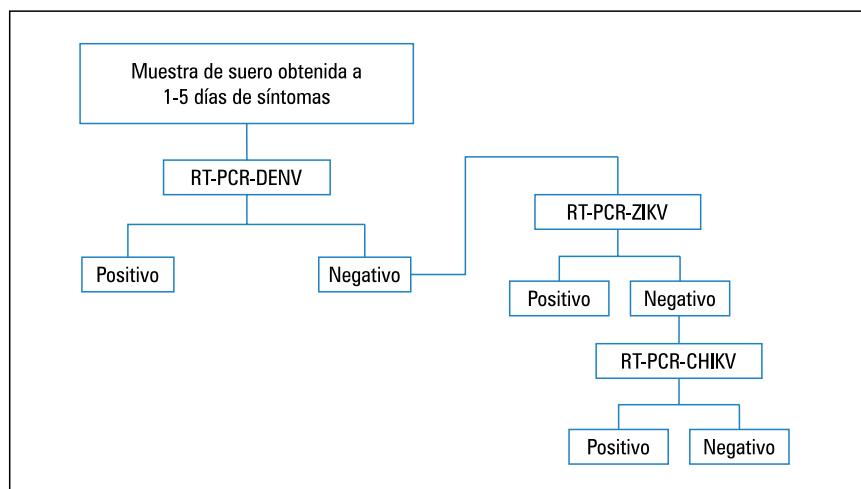 Muestra de suero obtenida a
1-5 días de síntomas
RT-PCR-DENV
Positivo
Negativo
RT-PCR-ZIKV
Positivo
Negativo
RT-PCR-CHIKV
Positivo
Negativo